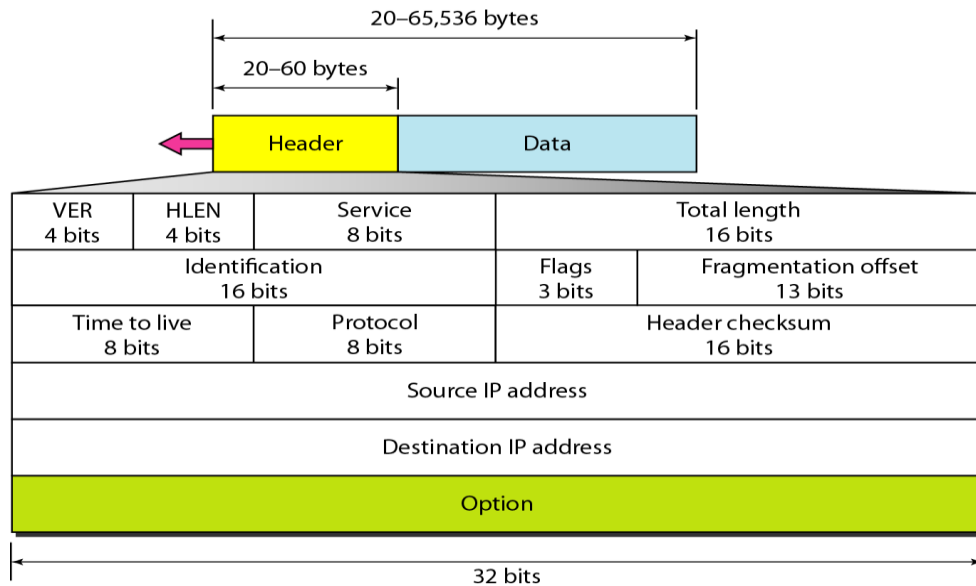 20–65,536 bytes
20–60 bytes
Header
Data
VER
4 bits
HLEN
4 bits
Service
8 bits
Total length
16 bits
Identification
16 bits
Flags
3 bits
Fragmentation offset
13 bits
Time to live
8 bits
Protocol
8 bits
Header checksum
16 bits
Source IP address
Destination IP address
Option
32 bits